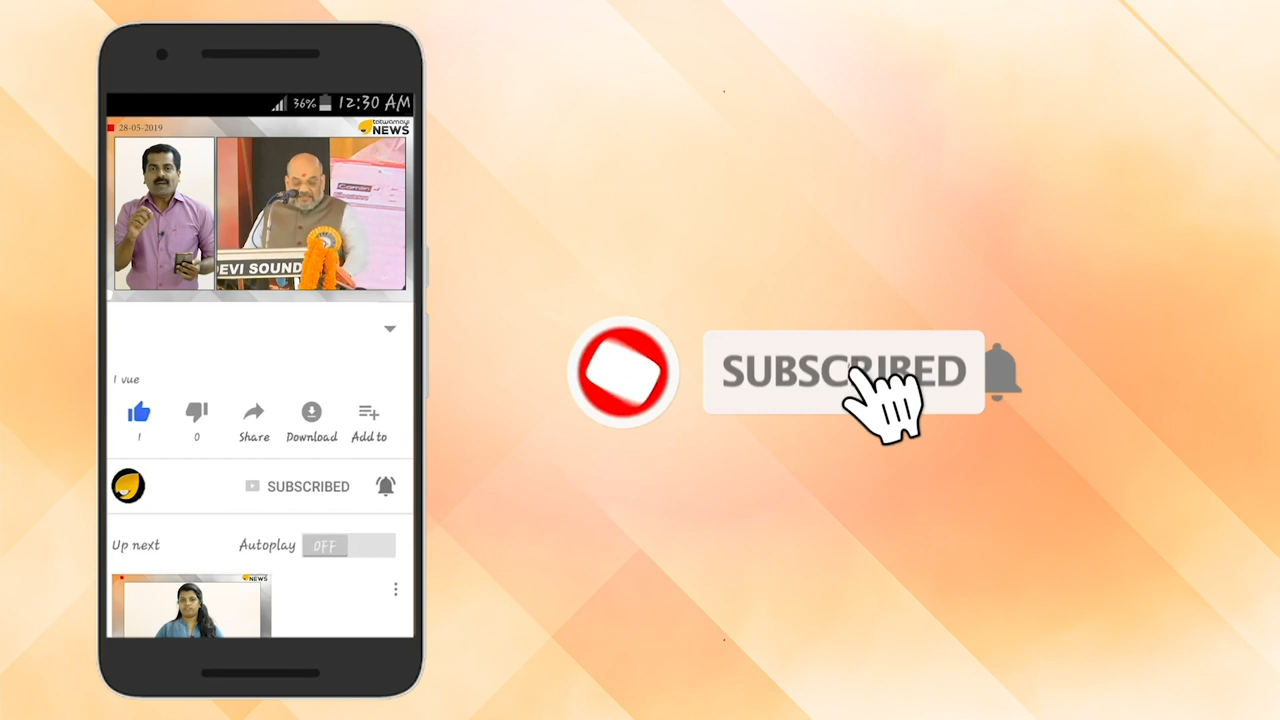 36% 12:30 AM
28-05-2019
tatwamayi
NEWS
DEVI SOUND
1 vue
1
0
Share
Download
Add to
SUBSCRIBED
Up next
Autoplay
OFF
NEWS
SUBSCRIBED